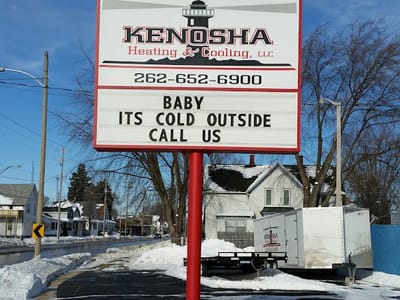 KENOSHA
Heating & Cooling, LLC
262-652-6900
BABY
ITS COLD OUTSIDE
CALL US